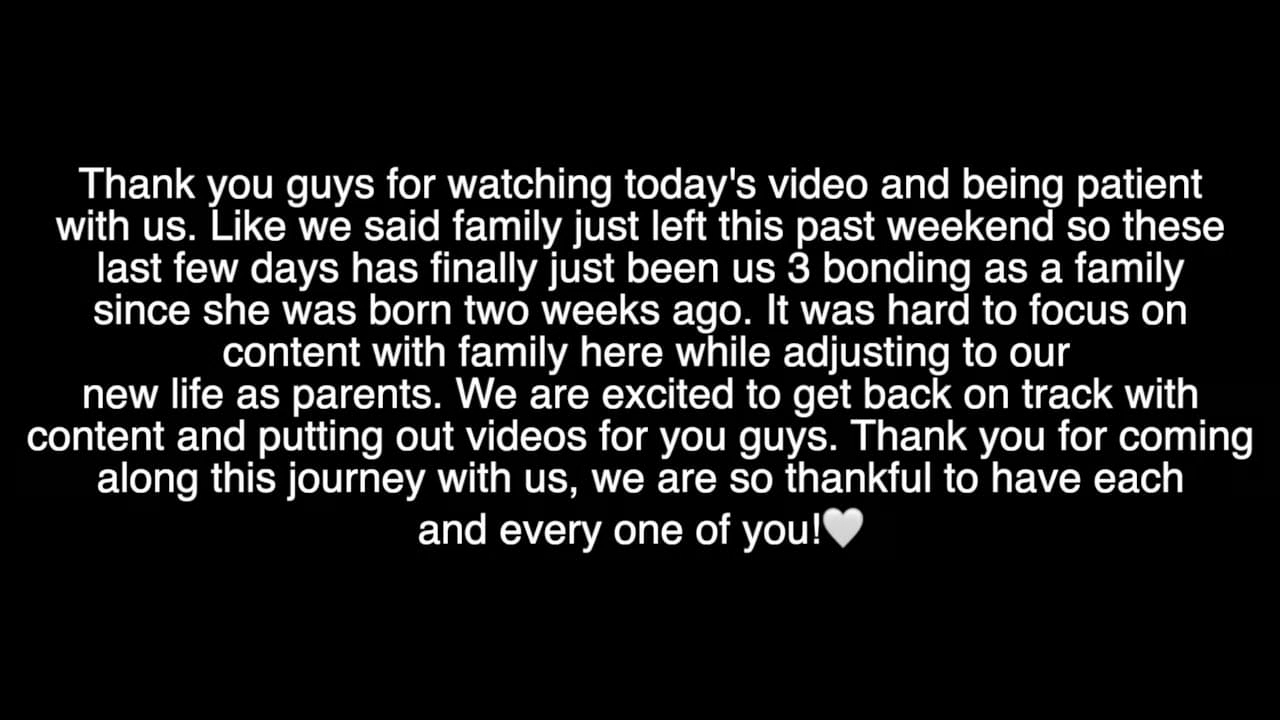 Thank you guys for watching today's video and being patient
with us. Like we said family just left this past weekend so these
last few days has finally just been us 3 bonding as a family
since she was born two weeks ago. It was hard to focus on
content with family here while adjusting to our
new life as parents. We are excited to get back on track with
content and putting out videos for you guys. Thank you for coming
along this journey with us, we are so thankful to have each
and every one of you!🤍